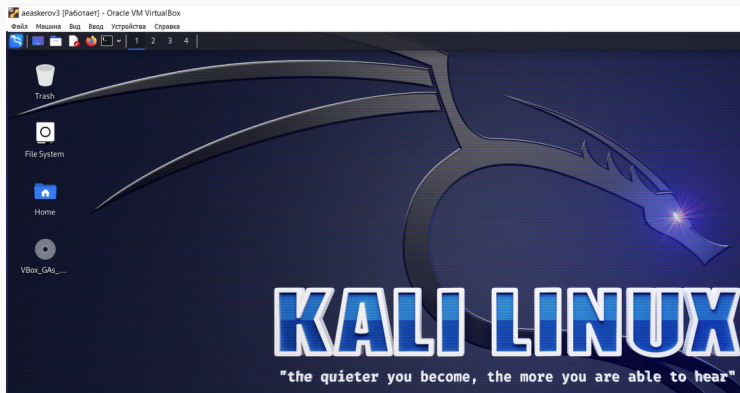 aeaskerov3 [Работает] - Oracle VM VirtualBox
Файл Машина Вид Ввод Устройства Справка
1 2 3 4
Trash
File System
Home
VBox_GAs_...
KALI LINUX
"the quieter you become, the more you are able to hear"